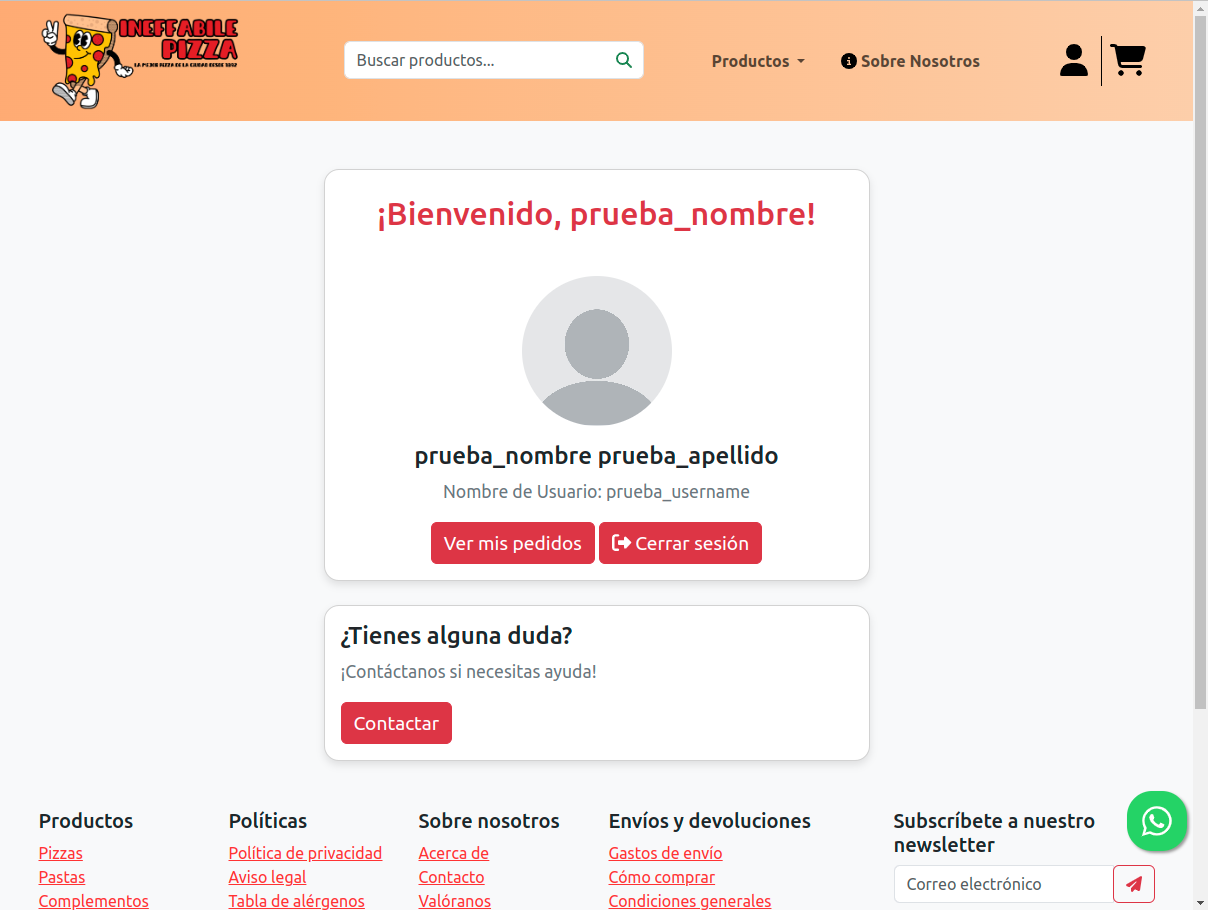 INEFFABILE
PIZZA
LA MEJOR PIZZA DE LA CIUDAD DESDE 1992
Buscar productos...
Productos
Sobre Nosotros
¡Bienvenido, prueba_nombre!
prueba_nombre prueba_apellido
Nombre de Usuario: prueba_username
Ver mis pedidos
Cerrar sesión
¿Tienes alguna duda?
¡Contáctanos si necesitas ayuda!
Contactar
Productos
Pizzas
Pastas
Complementos
Políticas
Política de privacidad
Aviso legal
Tabla de alérgenos
Sobre nosotros
Acerca de
Contacto
Valóranos
Envíos y devoluciones
Gastos de envío
Cómo comprar
Condiciones generales
Subscríbete a nuestro
newsletter
Correo electrónico